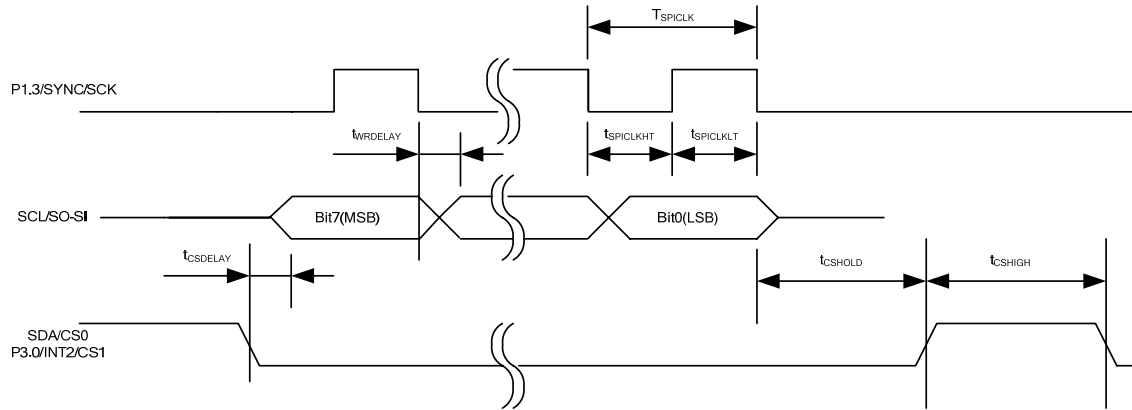 TSPICLK
P1.3/SYNC/SCK
tWRDELAY
tSPICLKHT
tSPICLKLT
SCL/SO-SI
Bit7(MSB)
Bit0(LSB)
tCSDELAY
tCSHOLD
tCSHIGH
SDA/CS0
P3.0/INT2/CS1